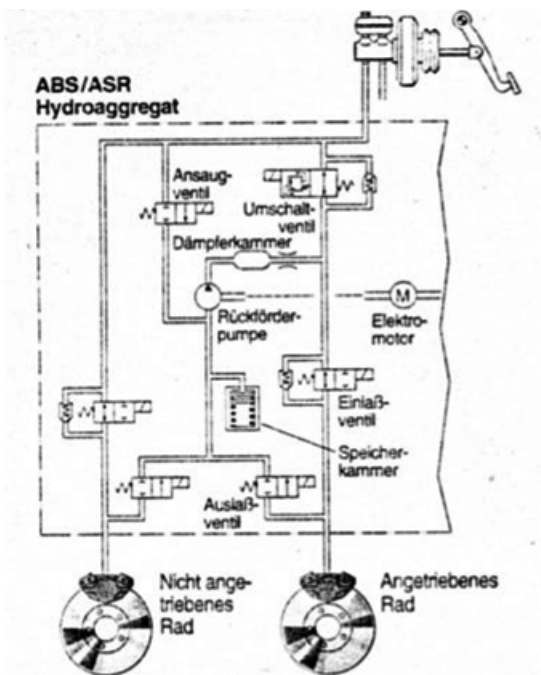 ABS/ASR
Hydroaggregat
Ansaug-
ventil
Umschalt-
ventil
Dämpferkammer
Rückförder-
pumpe
M
Elektro-
motor
Einlaß-
ventil
Speicher-
kammer
Auslaß-
ventil
Nicht ange-
triebenes
Rad
Angetriebenes
Rad